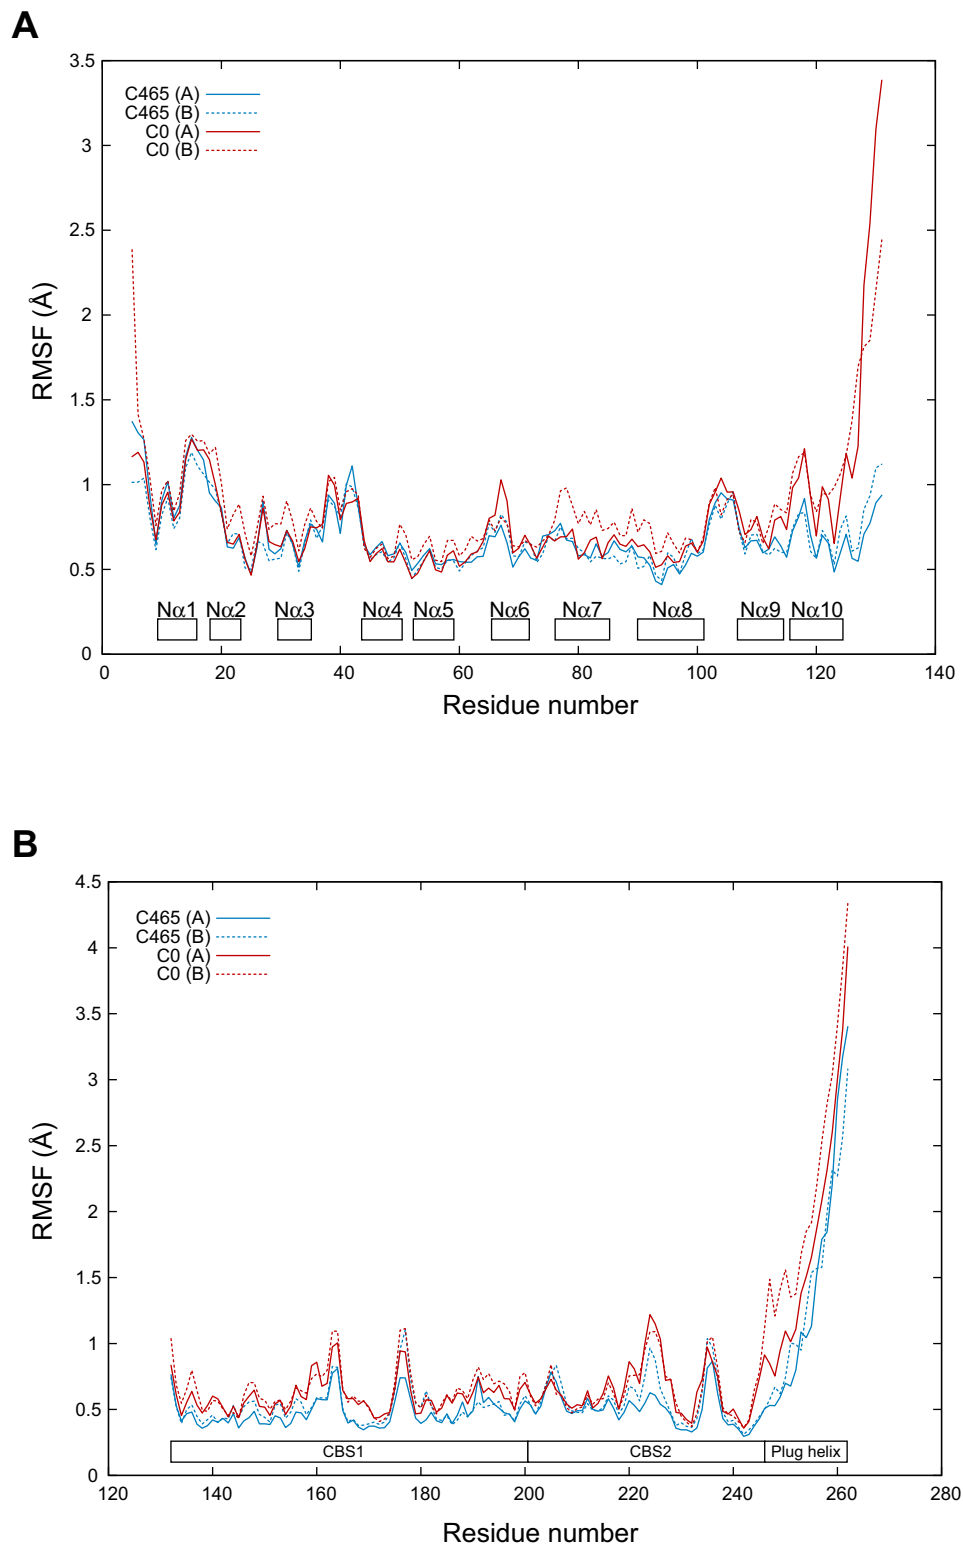 A
3.5
3
2.5
2
1.5
1
0.5
0
RMSF (Å)
C465 (A)
C465 (B)
C0 (A)
C0 (B)
Nα1 Nα2 Nα3 Nα4 Nα5 Nα6 Nα7 Nα8 Nα9 Nα10
0 20 40 60 80 100 120 140
Residue number
B
4.5
4
3.5
3
2.5
2
1.5
1
0.5
0
RMSF (Å)
C465 (A)
C465 (B)
C0 (A)
C0 (B)
CBS1 CBS2 Plug helix
120 140 160 180 200 220 240 260 280
Residue number